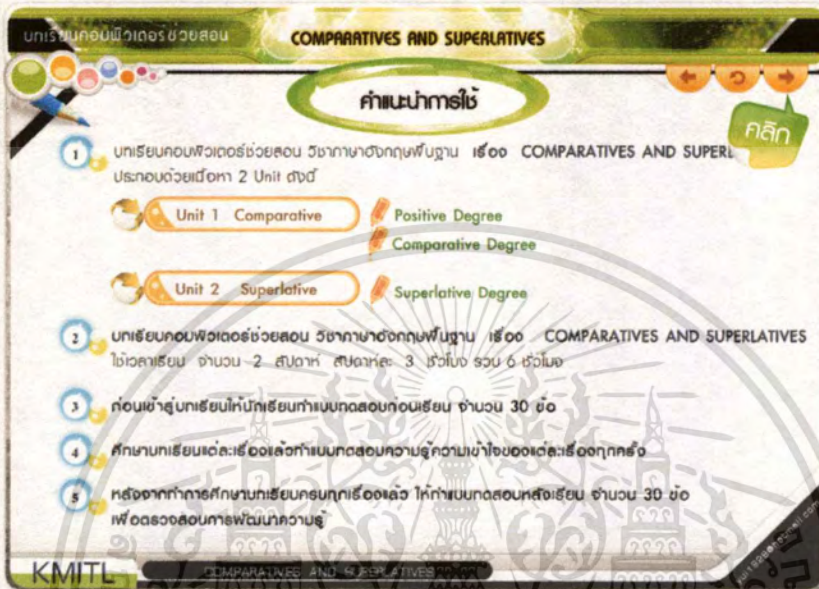 บทเรียนคอมพิวเตอร์ช่วยสอน
COMPARATIVES AND SUPERLATIVES
คำแนะนำการใช้
คลิก
1 บทเรียนคอมพิวเตอร์ช่วยสอน วิชาภาษาอังกฤษพื้นฐาน เรื่อง COMPARATIVES AND SUPERL
ประกอบด้วยเนื้อหา 2 Unit ดังนี้
Unit 1 Comparative
Positive Degree
Comparative Degree
Unit 2 Superlative
Superlative Degree
2 บทเรียนคอมพิวเตอร์ช่วยสอน วิชาภาษาอังกฤษพื้นฐาน เรื่อง COMPARATIVES AND SUPERLATIVES
ใช้เวลาเรียน จำนวน 2 สัปดาห์ สัปดาห์ละ 3 ชั่วโมง รวม 6 ชั่วโมง
3 ก่อนเข้าสู่บทเรียนให้นักเรียนทำแบบทดสอบก่อนเรียน จำนวน 30 ข้อ
4 ศึกษาบทเรียนแต่ละเรื่องแล้วทำแบบทดสอบความรู้ความเข้าใจของแต่ละเรื่องทุกครั้ง
5 หลังจากทำการศึกษาบทเรียนครบทุกเรื่องแล้ว ให้ทำแบบทดสอบหลังเรียน จำนวน 30 ข้อ
เพื่อตรวจสอบการพัฒนาความรู้
KMITL
COMPARATIVES AND SUPERLATIVES